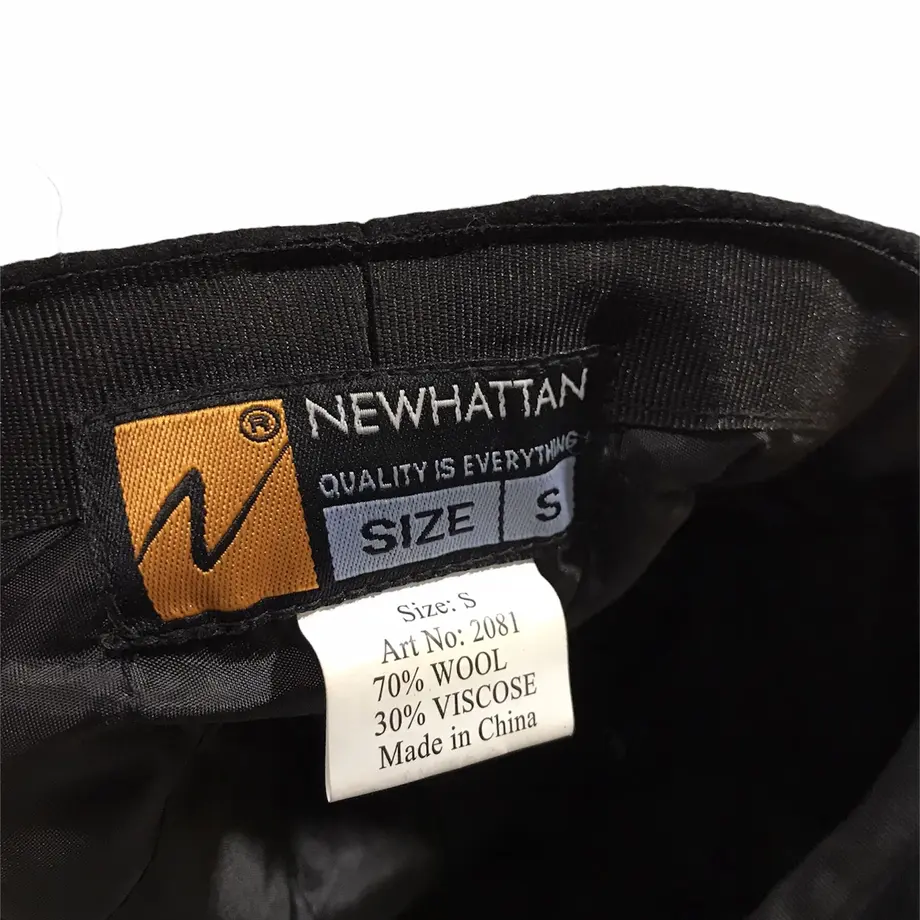 ®
NEWHATTAN
QUALITY IS EVERYTHING
SIZE S
Size: S
Art No: 2081
70% WOOL
30% VISCOSE
Made in China